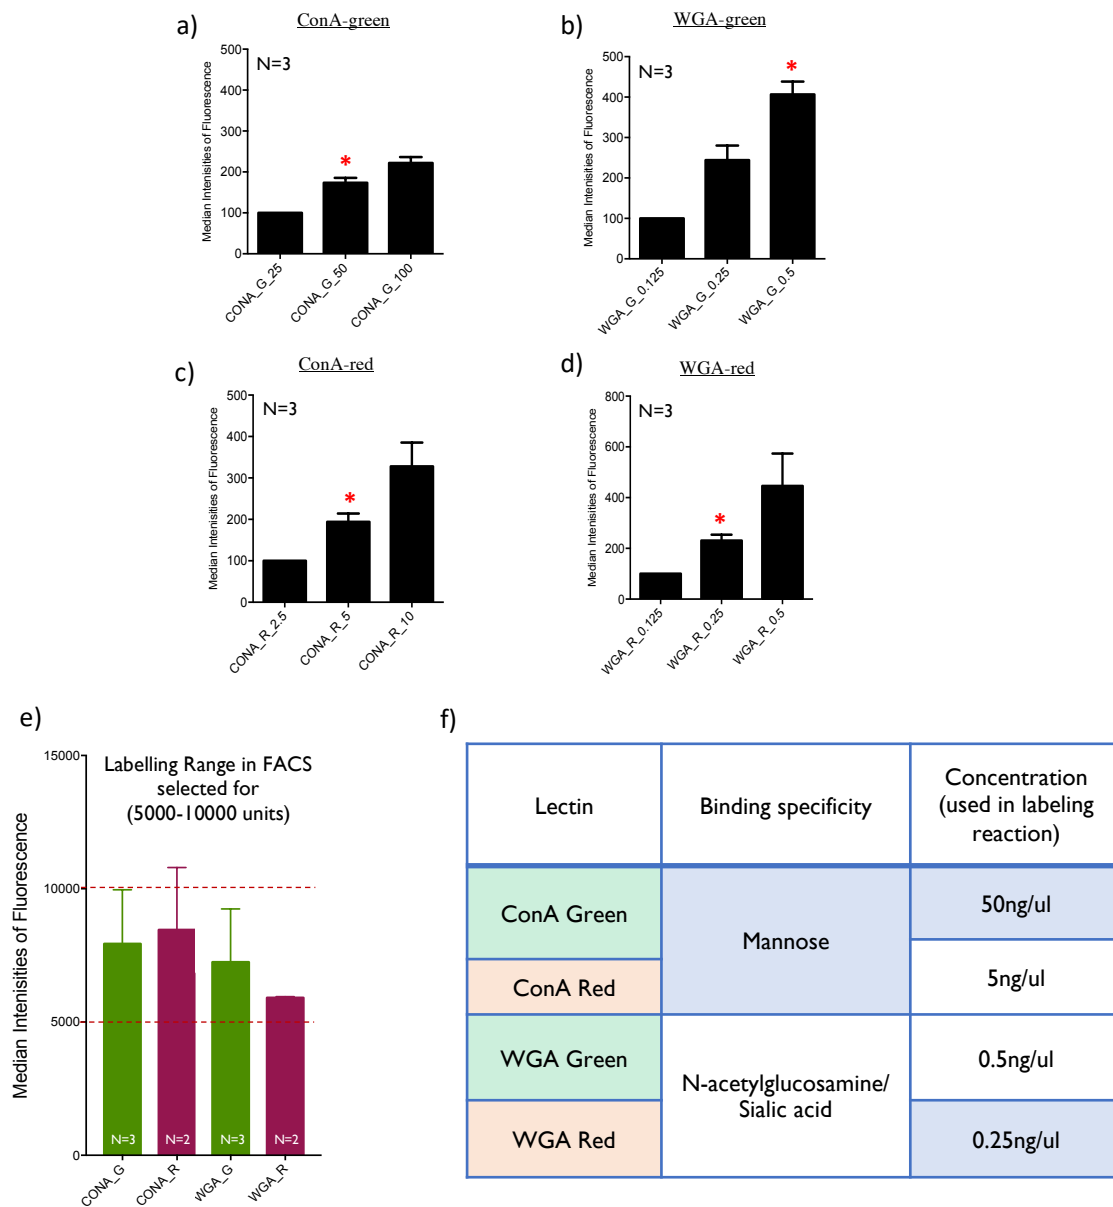 a)
ConA-green
Median Intenisities of Fluorescence
500
400
300
200
100
0
N=3
*
CONA_G_25
CONA_G_50
CONA_G_100
b)
WGA-green
Median Intenisities of Fluorescence
500
400
300
200
100
0
N=3
*
WGA_G_0.125
WGA_G_0.25
WGA_G_0.5
c)
ConA-red
Median Intenisities of Fluorescence
500
400
300
200
100
0
N=3
*
CONA_R_2.5
CONA_R_5
CONA_R_10
d)
WGA-red
Median Intenisities of Fluorescence
800
600
400
200
0
N=3
*
WGA_R_0.125
WGA_R_0.25
WGA_R_0.5
e)
Median Intenisities of Fluorescence
15000
10000
5000
0
Labelling Range in FACS
selected for
(5000-10000 units)
N=3
N=2
N=3
N=2
CONA_G
CONA_R
WGA_G
WGA_R
f)
Lectin
Binding specificity
Concentration
(used in labeling
reaction)
ConA Green
Mannose
50ng/ul
ConA Red
5ng/ul
WGA Green
N-acetylglucosamine/
Sialic acid
0.5ng/ul
WGA Red
0.25ng/ul